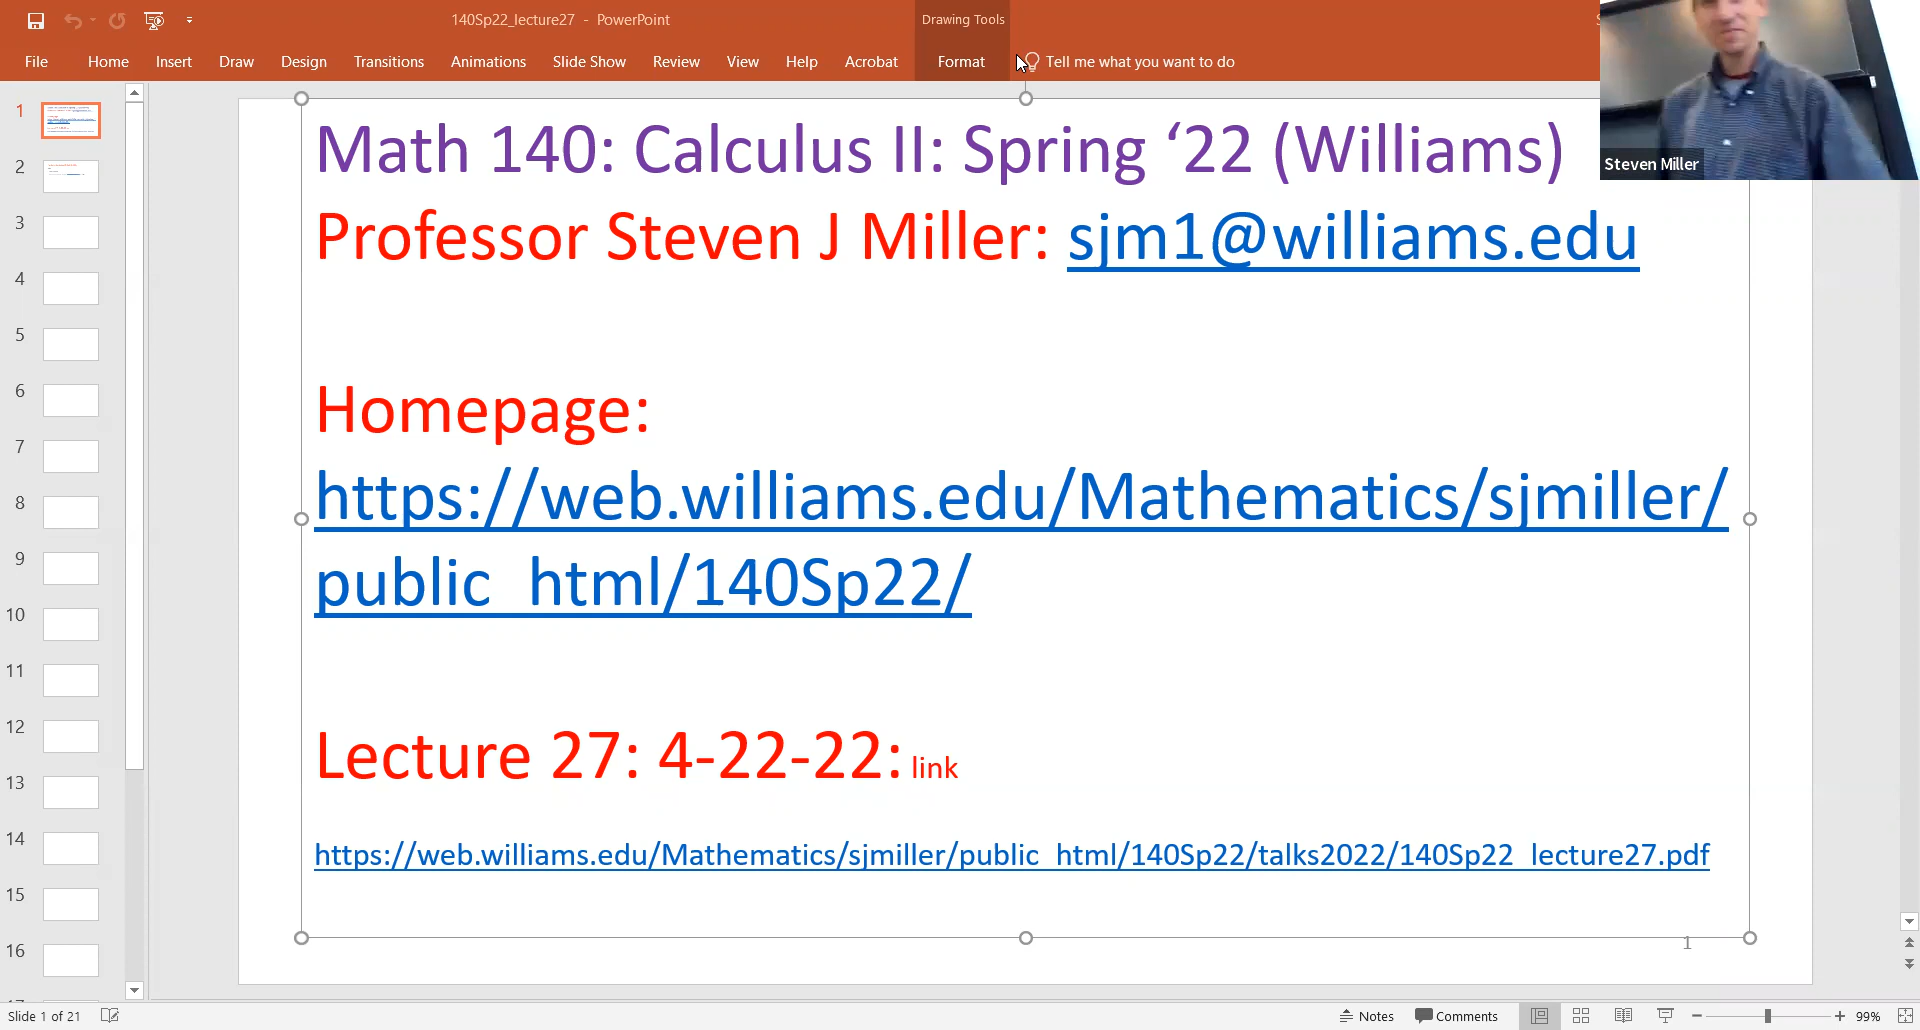 140Sp22_lecture27 - PowerPoint
Drawing Tools
File Home Insert Draw Design Transitions Animations Slide Show Review View Help Acrobat Format Tell me what you want to do
Steven Miller
1
2
3
4
5
6
7
8
9
10
11
12
13
14
15
16
Math 140: Calculus II: Spring ‘22 (Williams)
Professor Steven J Miller: sjm1@williams.edu
Homepage:
https://web.williams.edu/Mathematics/sjmiller/
public_html/140Sp22/
Lecture 27: 4-22-22: link
https://web.williams.edu/Mathematics/sjmiller/public_html/140Sp22/talks2022/140Sp22_lecture27.pdf
1
Slide 1 of 21
Notes Comments 99%